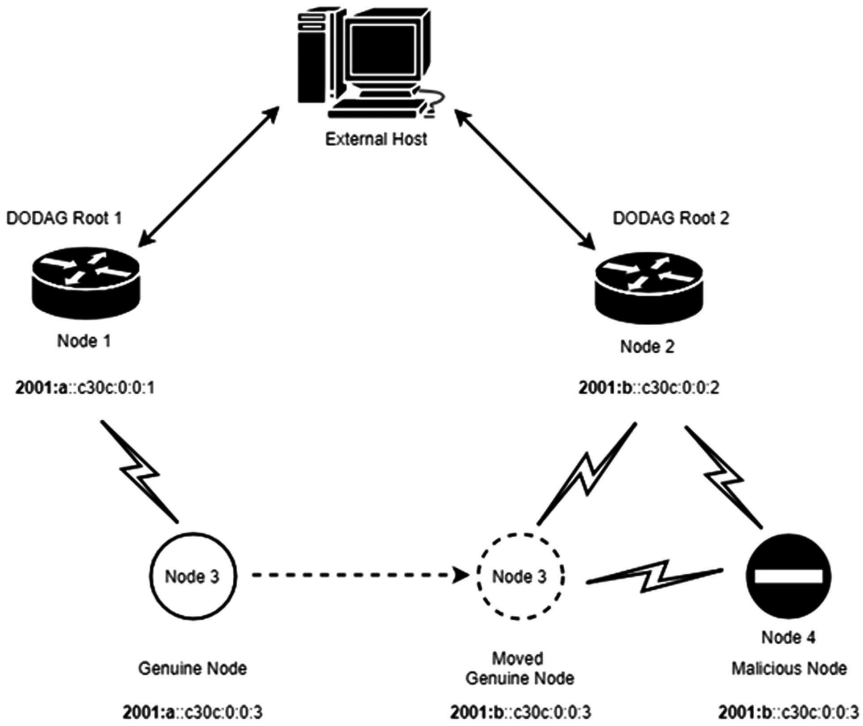 External Host
DODAG Root 1
DODAG Root 2
Node 1
Node 2
2001:a::c30c:0:0:1
2001:b::c30c:0:0:2
Node 3
Node 3
Node 4
Genuine Node
Moved
Genuine Node
Malicious Node
2001:a::c30c:0:0:3
2001:b::c30c:0:0:3
2001:b::c30c:0:0:3